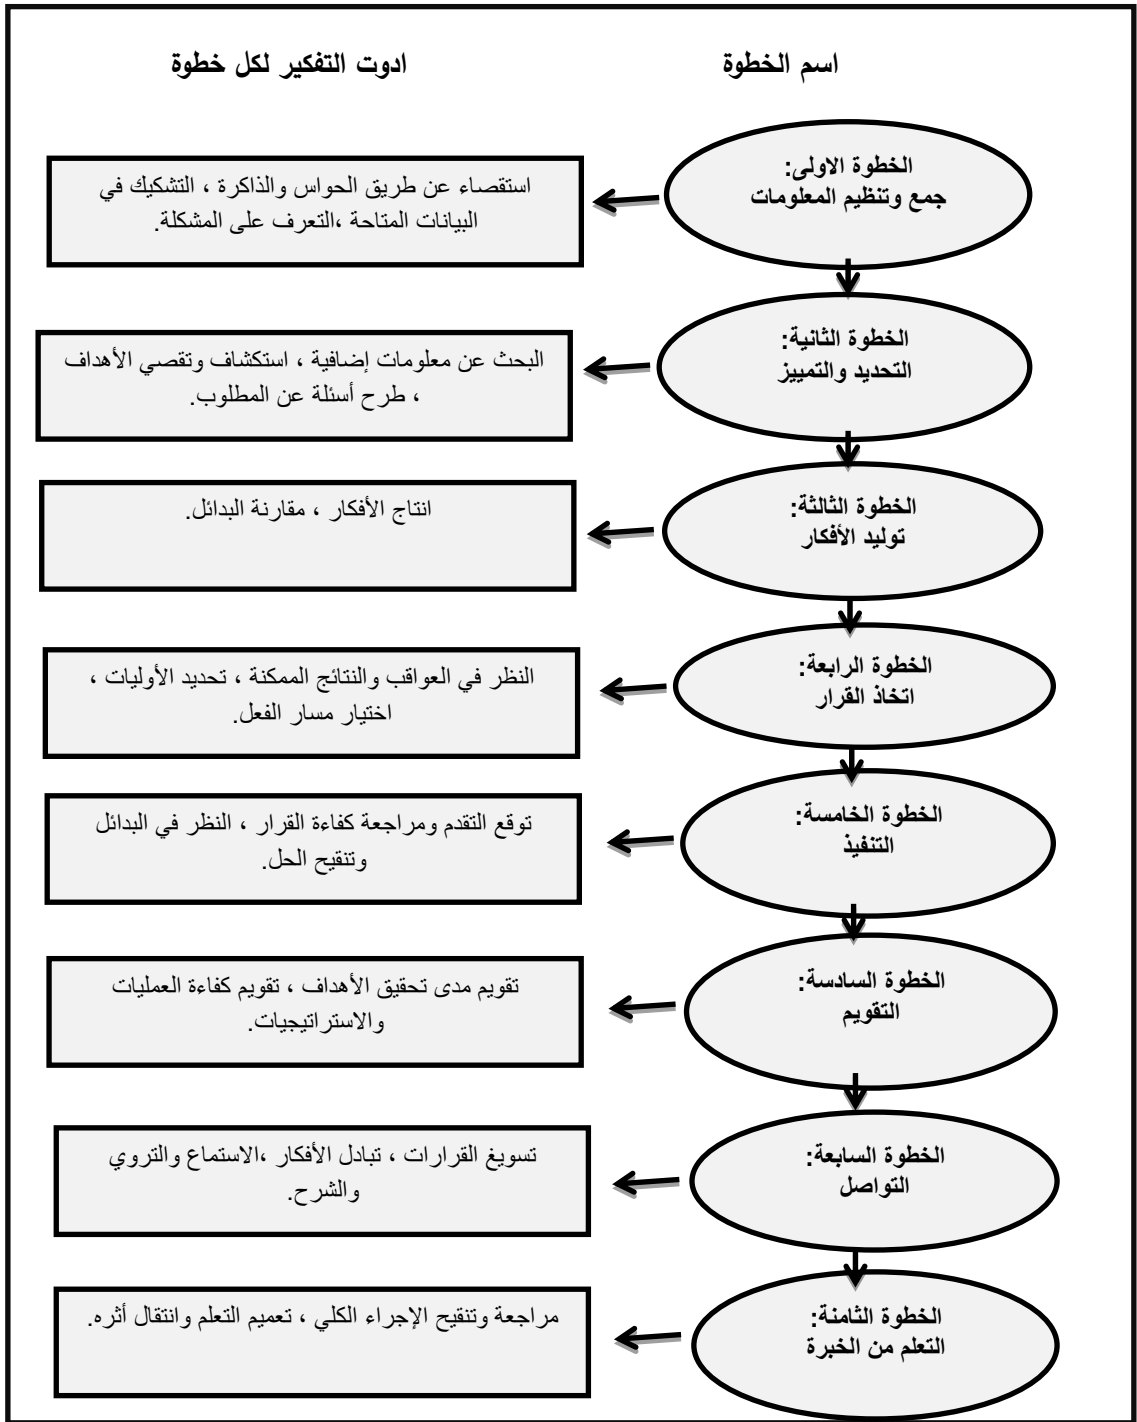 اسم الخطوة
ادوت التفكير لكل خطوة
الخطوة الاولى:
جمع وتنظيم المعلومات
استقصاء عن طريق الحواس والذاكرة ، التشكيك في
البيانات المتاحة ،التعرف على المشكلة.
الخطوة الثانية:
التحديد والتمييز
البحث عن معلومات إضافية ، استكشاف وتقصي الأهداف
، طرح أسئلة عن المطلوب.
الخطوة الثالثة:
توليد الأفكار
انتاج الأفكار ، مقارنة البدائل.
الخطوة الرابعة:
اتخاذ القرار
النظر في العواقب والنتائج الممكنة ، تحديد الأوليات ،
اختيار مسار الفعل.
الخطوة الخامسة:
التنفيذ
توقع التقدم ومراجعة كفاءة القرار ، النظر في البدائل
وتنقيح الحل.
الخطوة السادسة:
التقويم
تقويم مدى تحقيق الأهداف ، تقويم كفاءة العمليات
والاستراتيجيات.
الخطوة السابعة:
التواصل
تسويغ القرارات ، تبادل الأفكار ،الاستماع والتروي
والشرح.
الخطوة الثامنة:
التعلم من الخبرة
مراجعة وتنقيح الإجراء الكلي ، تعميم التعلم وانتقال أثره.